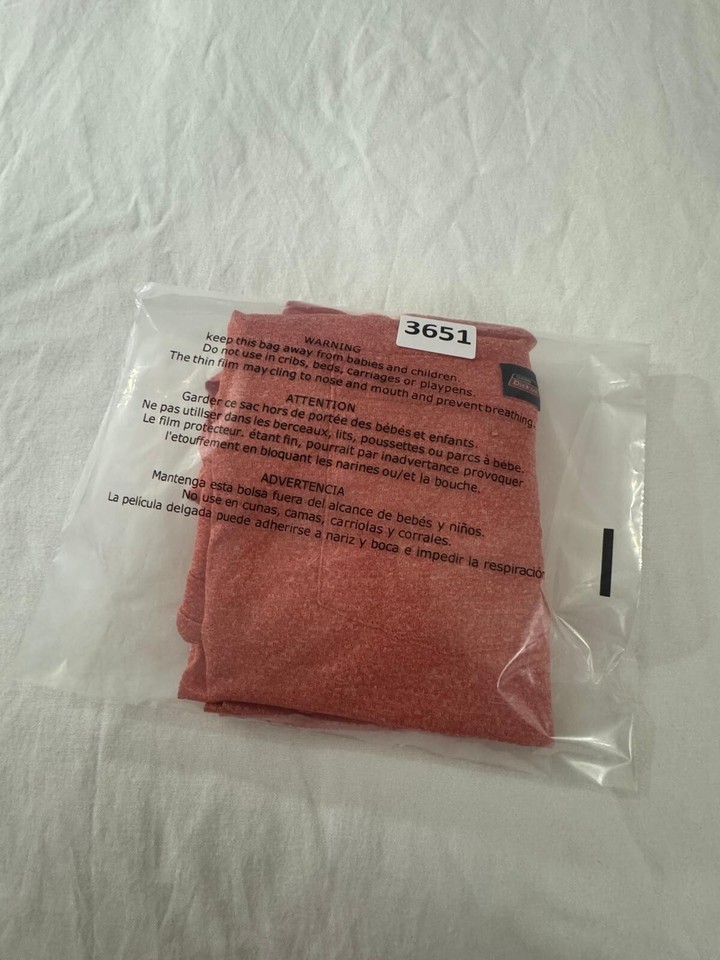 3651
WARNING
keep this bag away from babies and children.
Do not use in cribs, beds, carriages or playpens.
The thin film may cling to nose and mouth and prevent breathing.
ATTENTION
Garder ce sac hors de portée des bébés et enfants.
Ne pas utiliser dans les berceaux, lits, poussettes ou parcs à bebe.
Le film protecteur. étant fin, pourrait par inadvertance provoquer
l'etouffement en bloquant les narines ou/et la bouche.
ADVERTENCIA
Mantenga esta bolsa fuera del alcance de bebés y niños.
No use en cunas, camas, carriolas y corrales.
La película delgada puede adherirse a nariz y boca e impedir la respiración